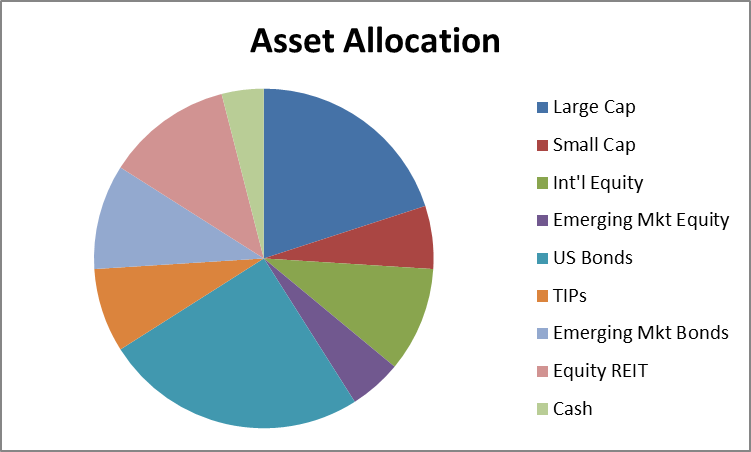 Asset Allocation
Large Cap
Small Cap
Int'l Equity
Emerging Mkt Equity
US Bonds
TIPs
Emerging Mkt Bonds
Equity REIT
Cash